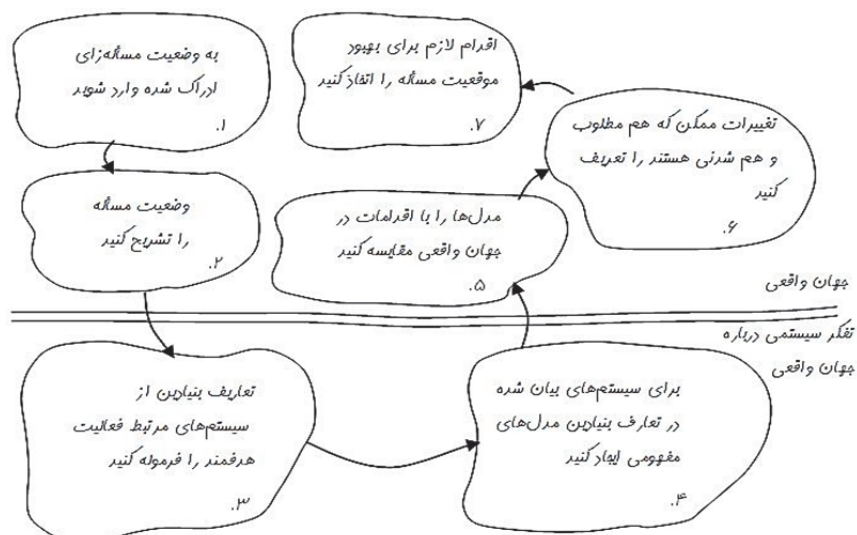 به وضعیت مسأله‌زای
ادراک شده وارد شوید
۱.
وضعیت مسأله
را تشریح کنید
۲.
تعاریف بنیادین از
سیستم‌های مرتبط فعالیت
هدفمند را فرموله کنید
۳.
برای سیستم‌های بیان شده
در تعارف بنیادین مدل‌های
مفهومی ایجاد کنید
۴.
مدل‌ها را با اقدامات در
جهان واقعی مقایسه کنید
۵.
تغییرات ممکن که هم مطلوب
و هم شدنی هستند را تعریف
کنید
۶.
اقدام لازم برای بهبود
موقعیت مسأله را اتخاذ کنید
۷.
جهان واقعی
تفکر سیستمی درباره
جهان واقعی